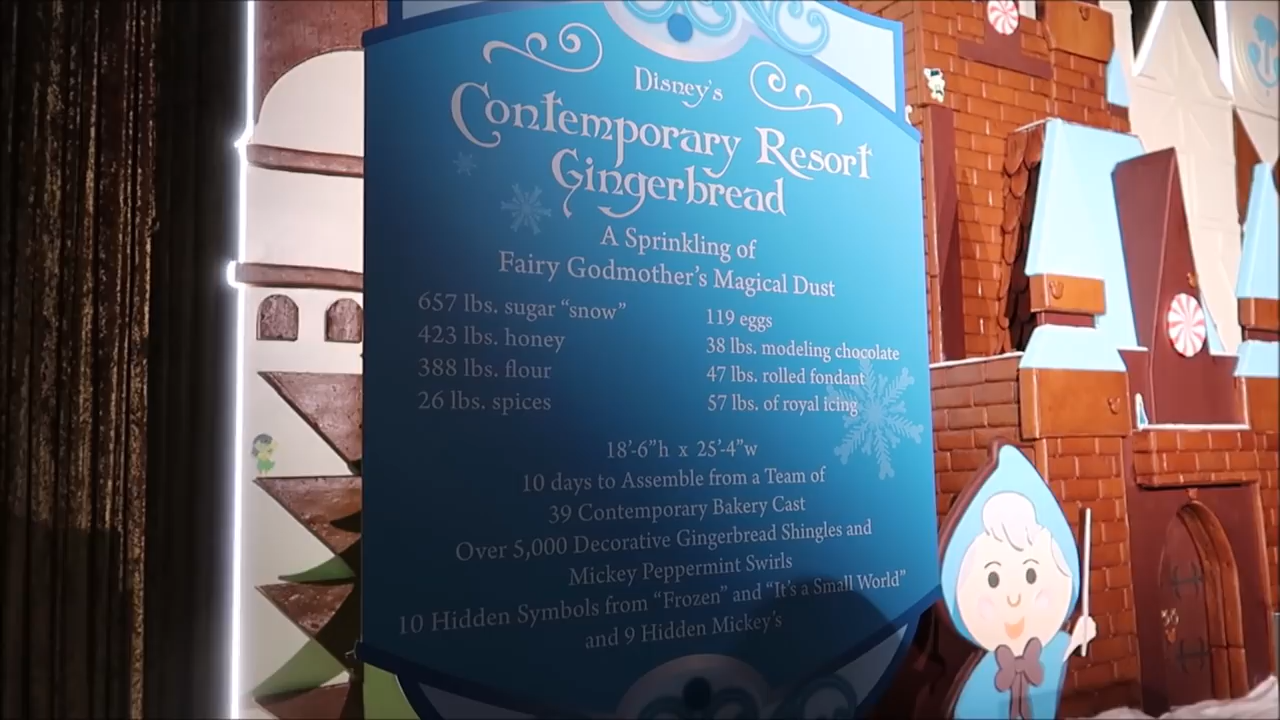 Disney's
Contemporary Resort
Gingerbread
A Sprinkling of
Fairy Godmother's Magical Dust
657 lbs. sugar "snow"
423 lbs. honey
388 lbs. flour
26 lbs. spices
119 eggs
38 lbs. modeling chocolate
47 lbs. rolled fondant
57 lbs. of royal icing
18'-6"h x 25'-4"w
10 days to Assemble from a Team of
39 Contemporary Bakery Cast
Over 5,000 Decorative Gingerbread Shingles and
Mickey Peppermint Swirls
10 Hidden Symbols from "Frozen" and "It's a Small World"
and 9 Hidden Mickey's